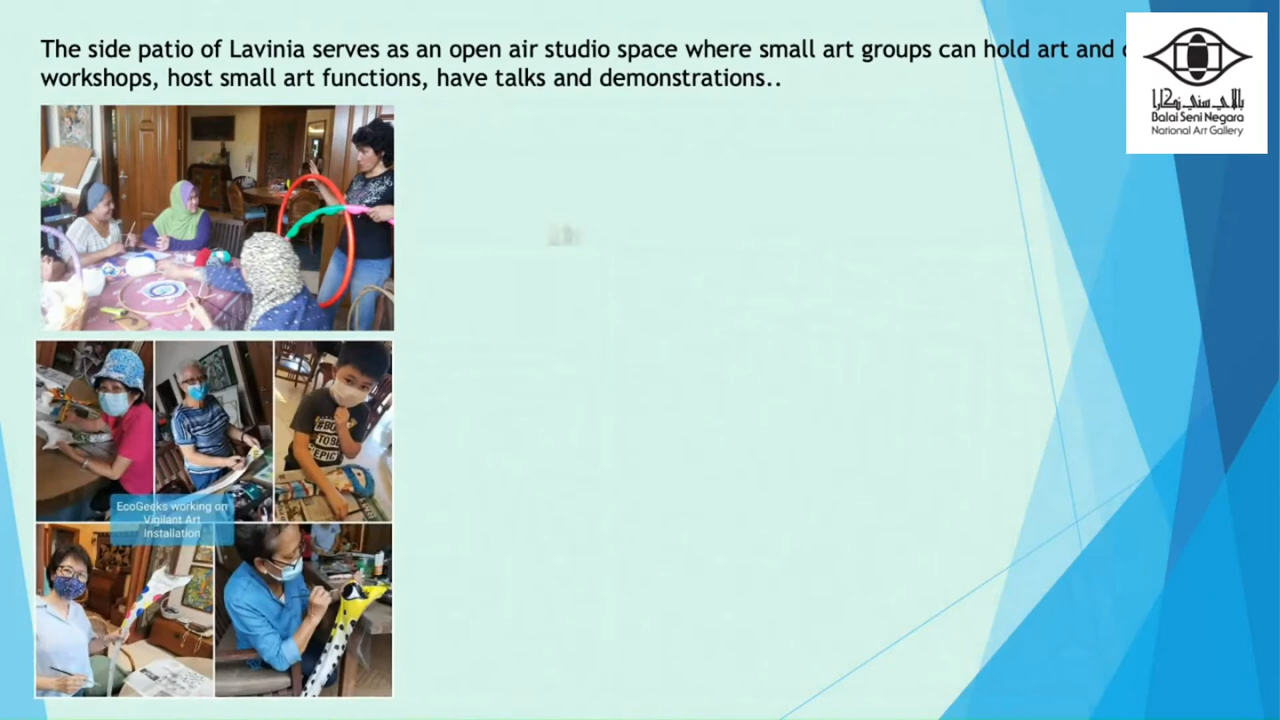 The side patio of Lavinia serves as an open air studio space where small art groups can hold art and
workshops, host small art functions, have talks and demonstrations..
بالاي سني نݢارا
Balai Seni Negara
National Art Gallery
TOBE
EPIC
EcoGeeks working on
Vigilant Art
Installation